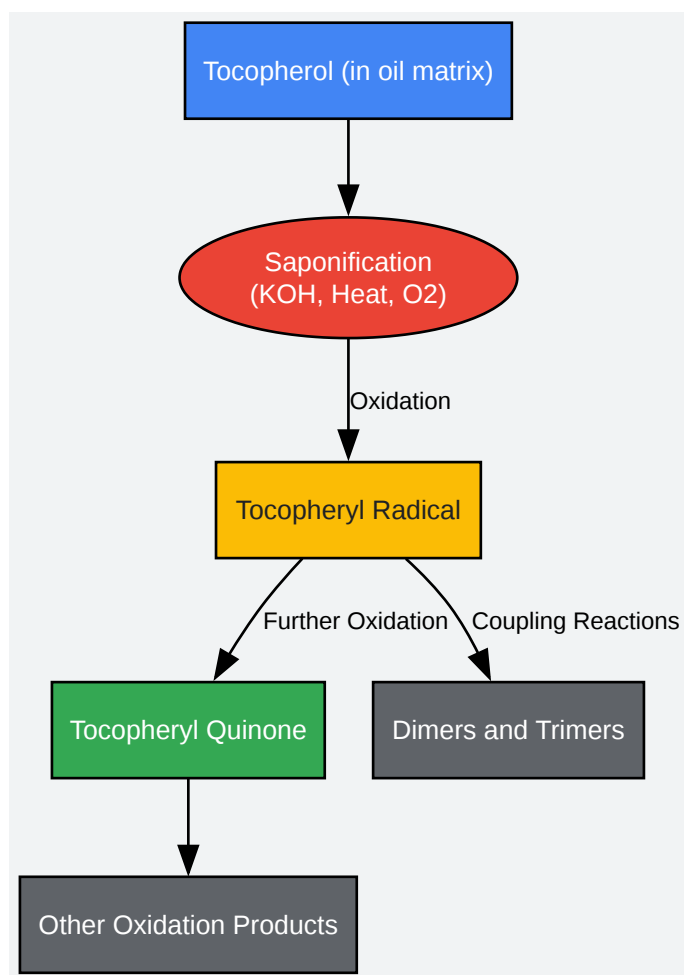 Tocopherol (in oil matrix)
Saponification
(KOH, Heat, O2)
Oxidation
Tocopheryl Radical
Further Oxidation
Coupling Reactions
Tocopheryl Quinone
Dimers and Trimers
Other Oxidation Products